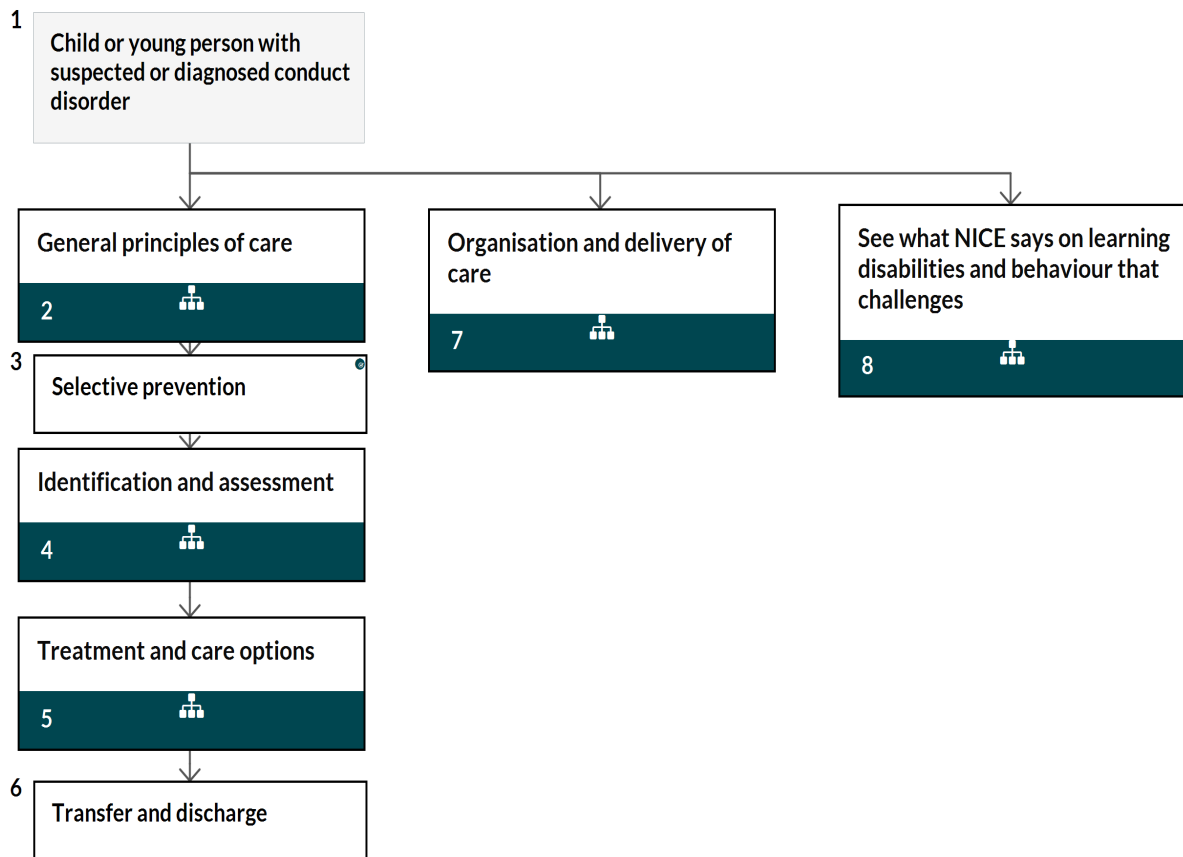 1
Child or young person with
suspected or diagnosed conduct
disorder
General principles of care
2
Organisation and delivery of
care
7
See what NICE says on learning
disabilities and behaviour that
challenges
8
3
Selective prevention
Identification and assessment
4
Treatment and care options
5
6
Transfer and discharge